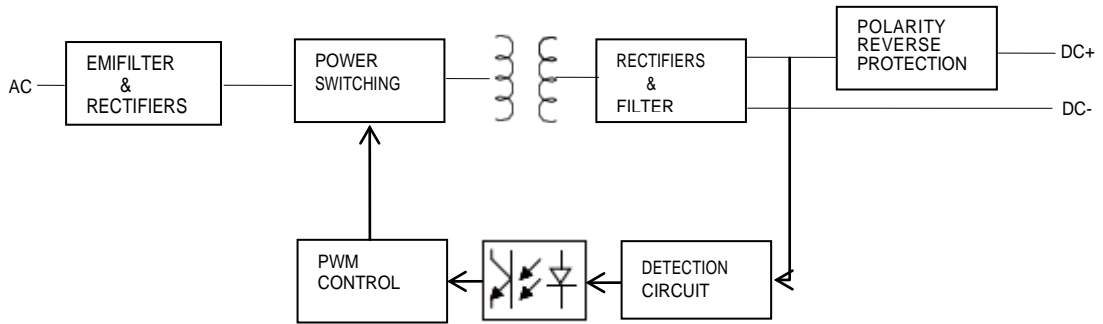 AC
EMIFILTER
&
RECTIFIERS
POWER
SWITCHING
RECTIFIERS
&
FILTER
POLARITY
REVERSE
PROTECTION
DC+
DC-
PWM
CONTROL
DETECTION
CIRCUIT